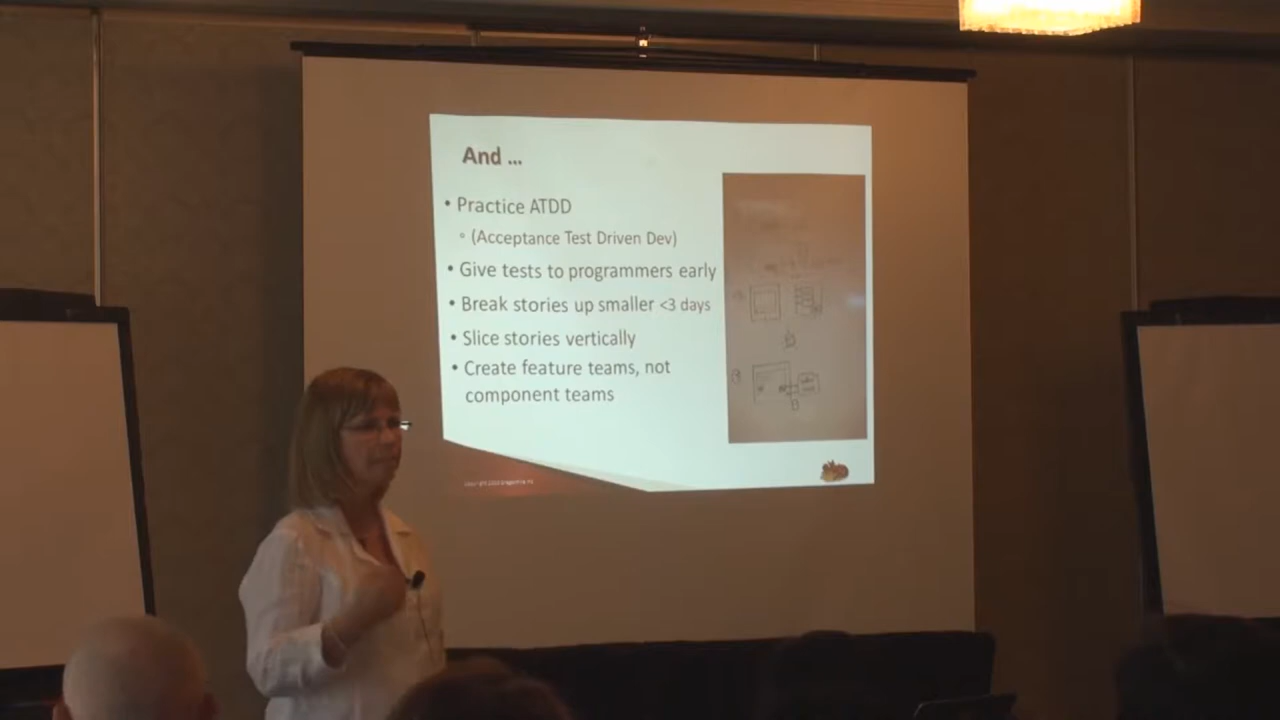 And ...
• Practice ATDD
∘ (Acceptance Test Driven Dev)
• Give tests to programmers early
• Break stories up smaller <3 days
• Slice stories vertically
• Create feature teams, not
component teams